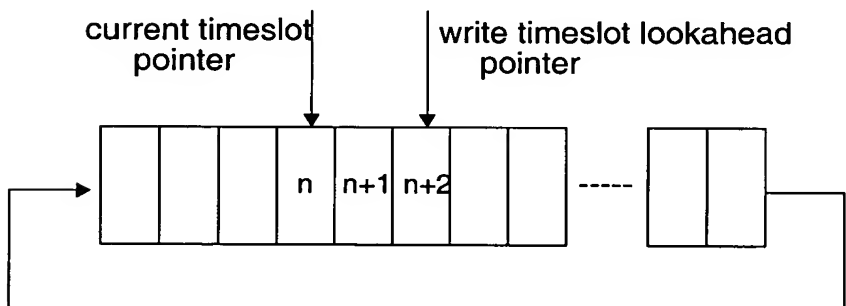 current timeslot
pointer
write timeslot lookahead
pointer
n
n+1
n+2